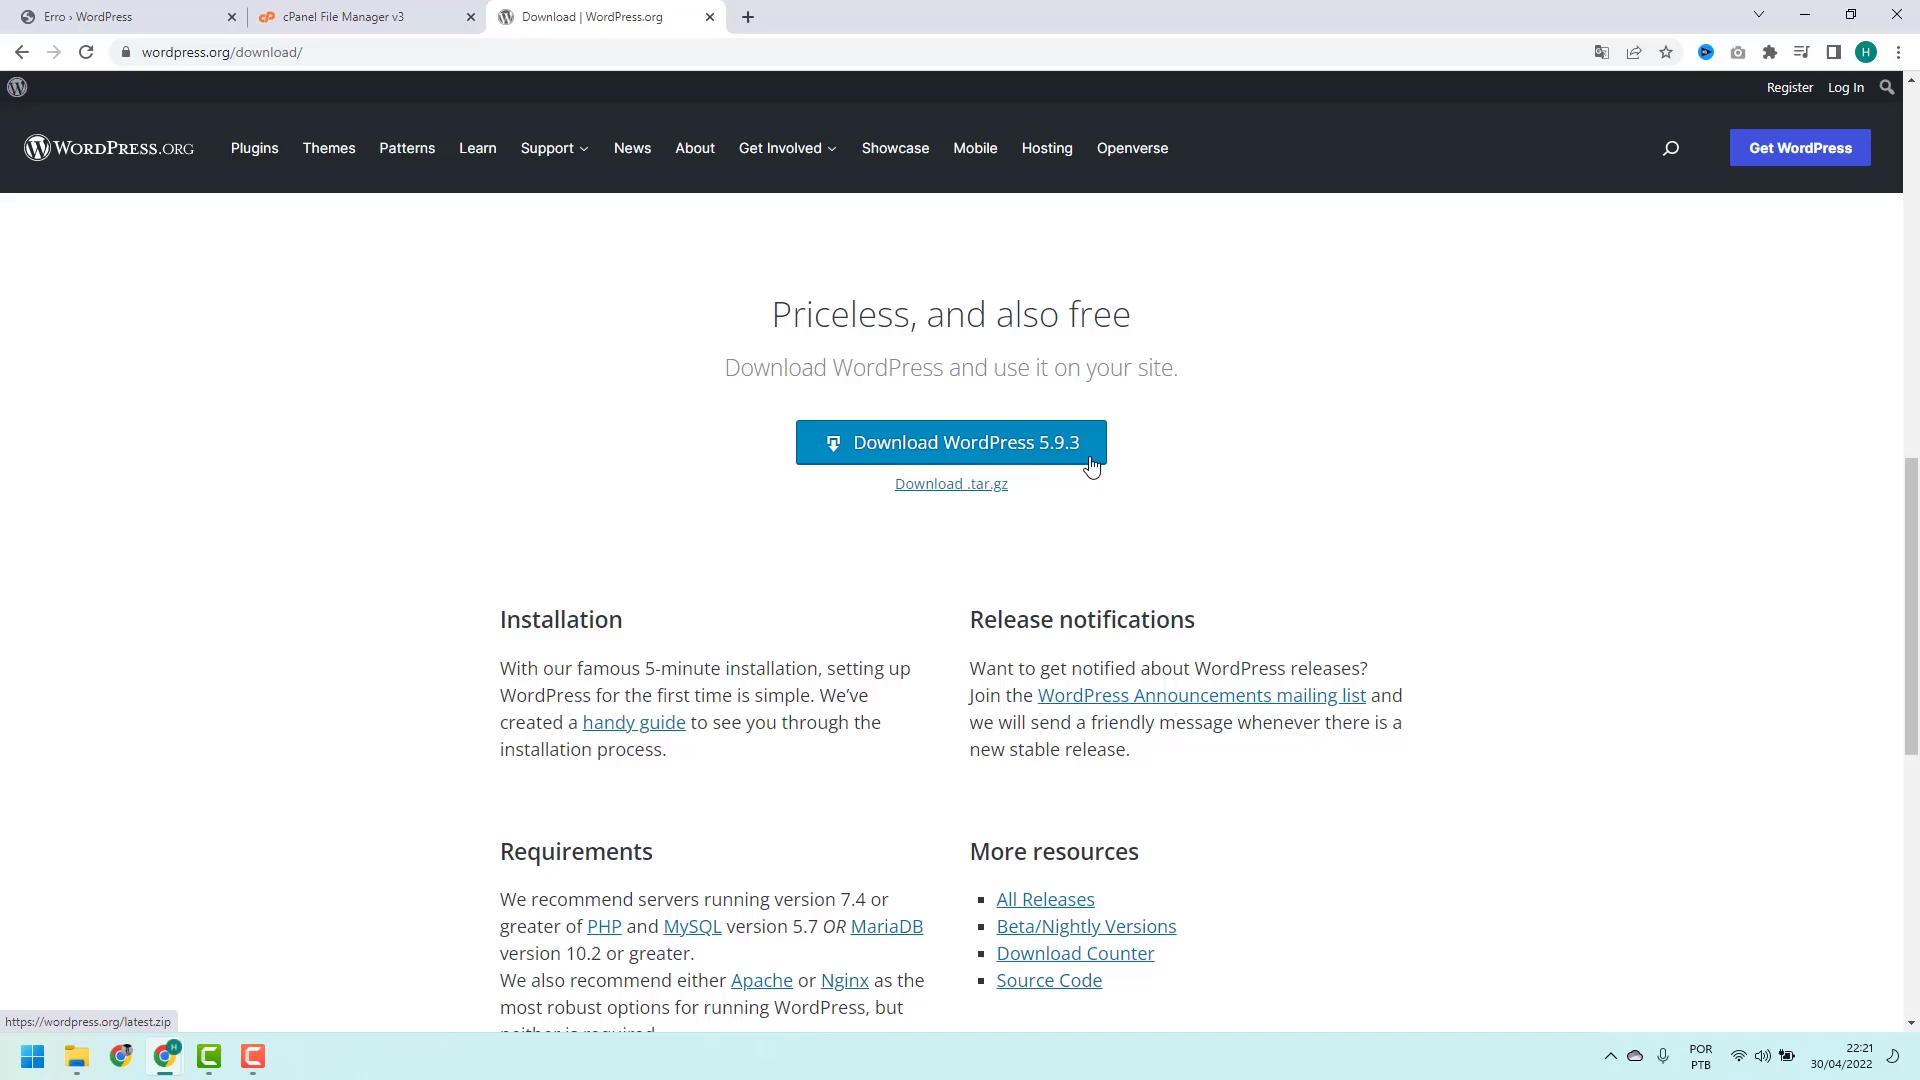 Erro › WordPress
cPanel File Manager v3
Download | WordPress.org
wordpress.org/download/
H
Register
Log In
WORDPRESS.ORG
Plugins
Themes
Patterns
Learn
Support
News
About
Get Involved
Showcase
Mobile
Hosting
Openverse
Get WordPress
Priceless, and also free
Download WordPress and use it on your site.
Download WordPress 5.9.3
Download .tar.gz
Installation
With our famous 5-minute installation, setting up
WordPress for the first time is simple. We’ve
created a handy guide to see you through the
installation process.
Release notifications
Want to get notified about WordPress releases?
Join the WordPress Announcements mailing list and
we will send a friendly message whenever there is a
new stable release.
Requirements
We recommend servers running version 7.4 or
greater of PHP and MySQL version 5.7 OR MariaDB
version 10.2 or greater.
We also recommend either Apache or Nginx as the
most robust options for running WordPress, but
neither is required
More resources
All Releases
Beta/Nightly Versions
Download Counter
Source Code
https://wordpress.org/latest.zip
H
POR
PTB
22:21
30/04/2022